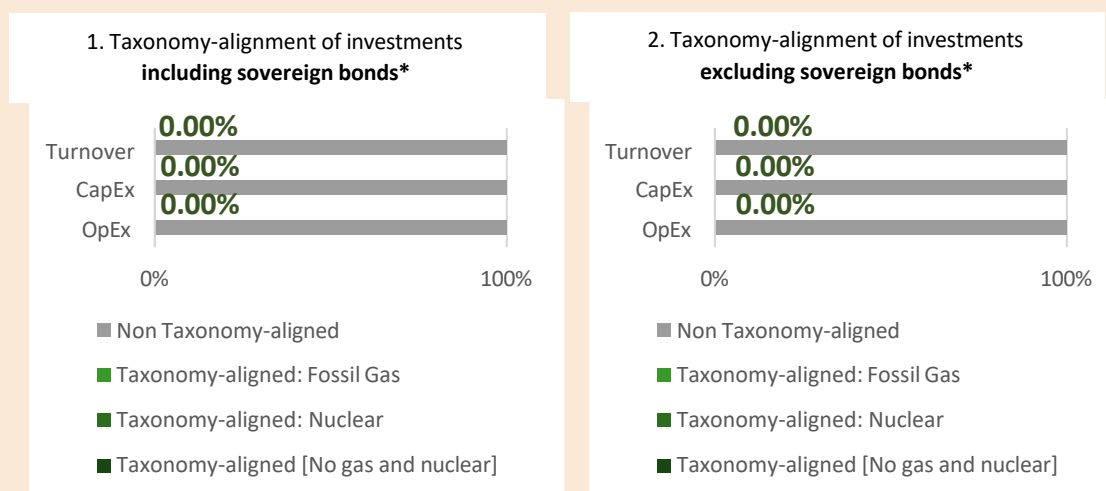 1. Taxonomy-alignment of investments
including sovereign bonds*
0.00%
Turnover
0.00%
CapEx
0.00%
OpEx
0%
100%
Non Taxonomy-aligned
Taxonomy-aligned: Fossil Gas
Taxonomy-aligned: Nuclear
Taxonomy-aligned [No gas and nuclear]
2. Taxonomy-alignment of investments
excluding sovereign bonds*
0.00%
Turnover
0.00%
CapEx
0.00%
OpEx
0%
100%
Non Taxonomy-aligned
Taxonomy-aligned: Fossil Gas
Taxonomy-aligned: Nuclear
Taxonomy-aligned [No gas and nuclear]